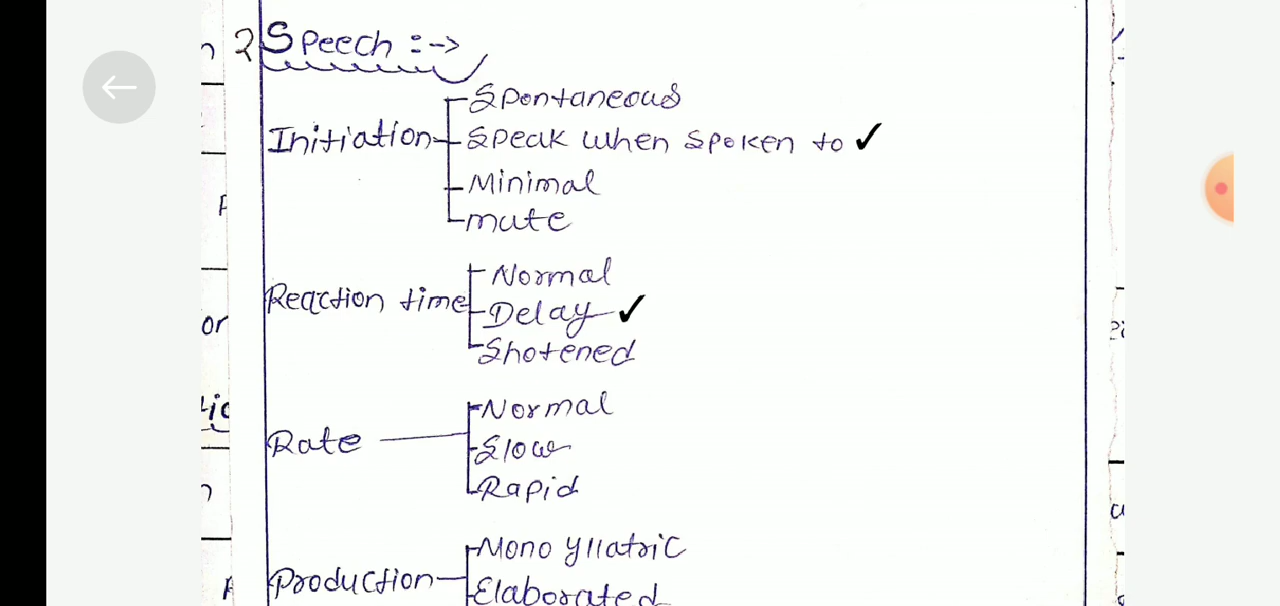 2 Speech :->
Spontaneous
Initiation Speak when spoken to ✓
Minimal
mute
Normal
Reaction time Delay ✓
Shotened
Normal
Rate Slow
Rapid
Mono yllatric
Production
Elaborated